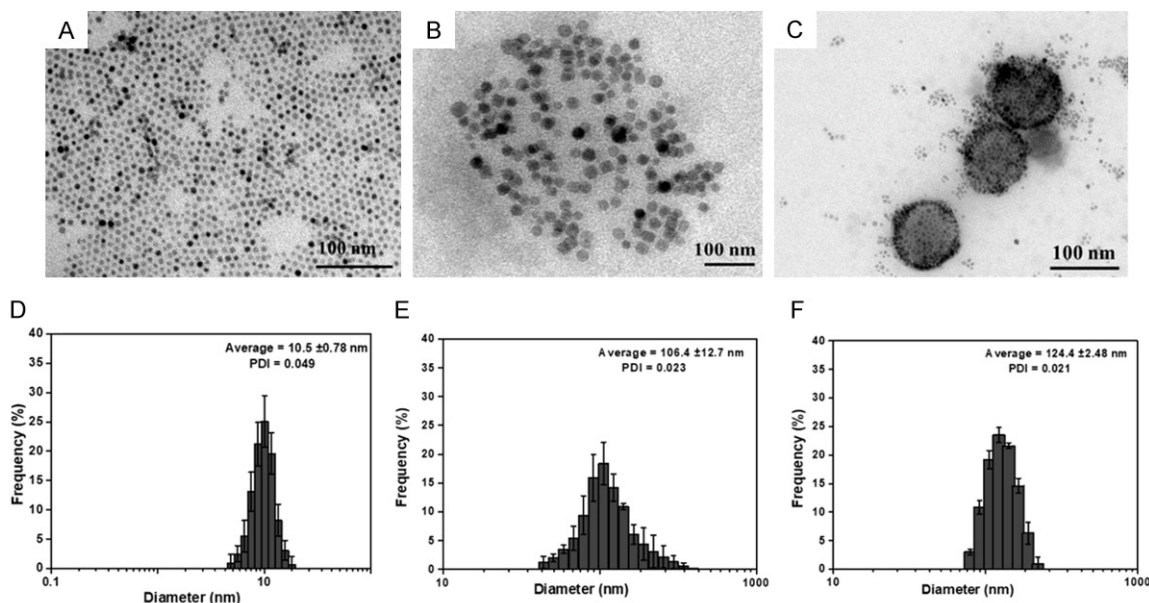 A
B
C
100 nm
100 nm
100 nm
D
E
F
40
35
30
25
20
15
10
5
0
Frequency (%)
Average = 10.5 ±0.78 nm
PDI = 0.049
0.1
10
Diameter (nm)
40
35
30
25
20
15
10
5
0
Frequency (%)
Average = 106.4 ±12.7 nm
PDI = 0.023
10
1000
Diameter (nm)
40
35
30
25
20
15
10
5
0
Frequency (%)
Average = 124.4 ±2.48 nm
PDI = 0.021
10
1000
Diameter (nm)